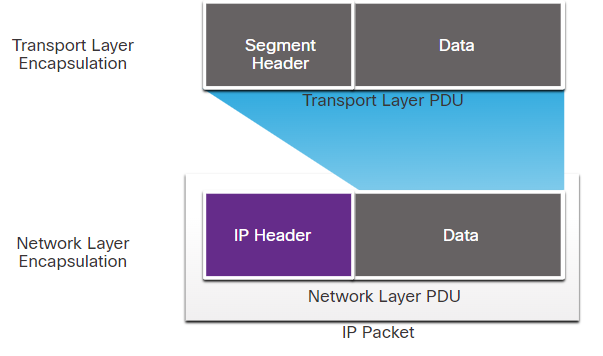 Transport Layer
Encapsulation
Segment
Header
Data
Transport Layer PDU
Network Layer
Encapsulation
IP Header
Data
Network Layer PDU
IP Packet